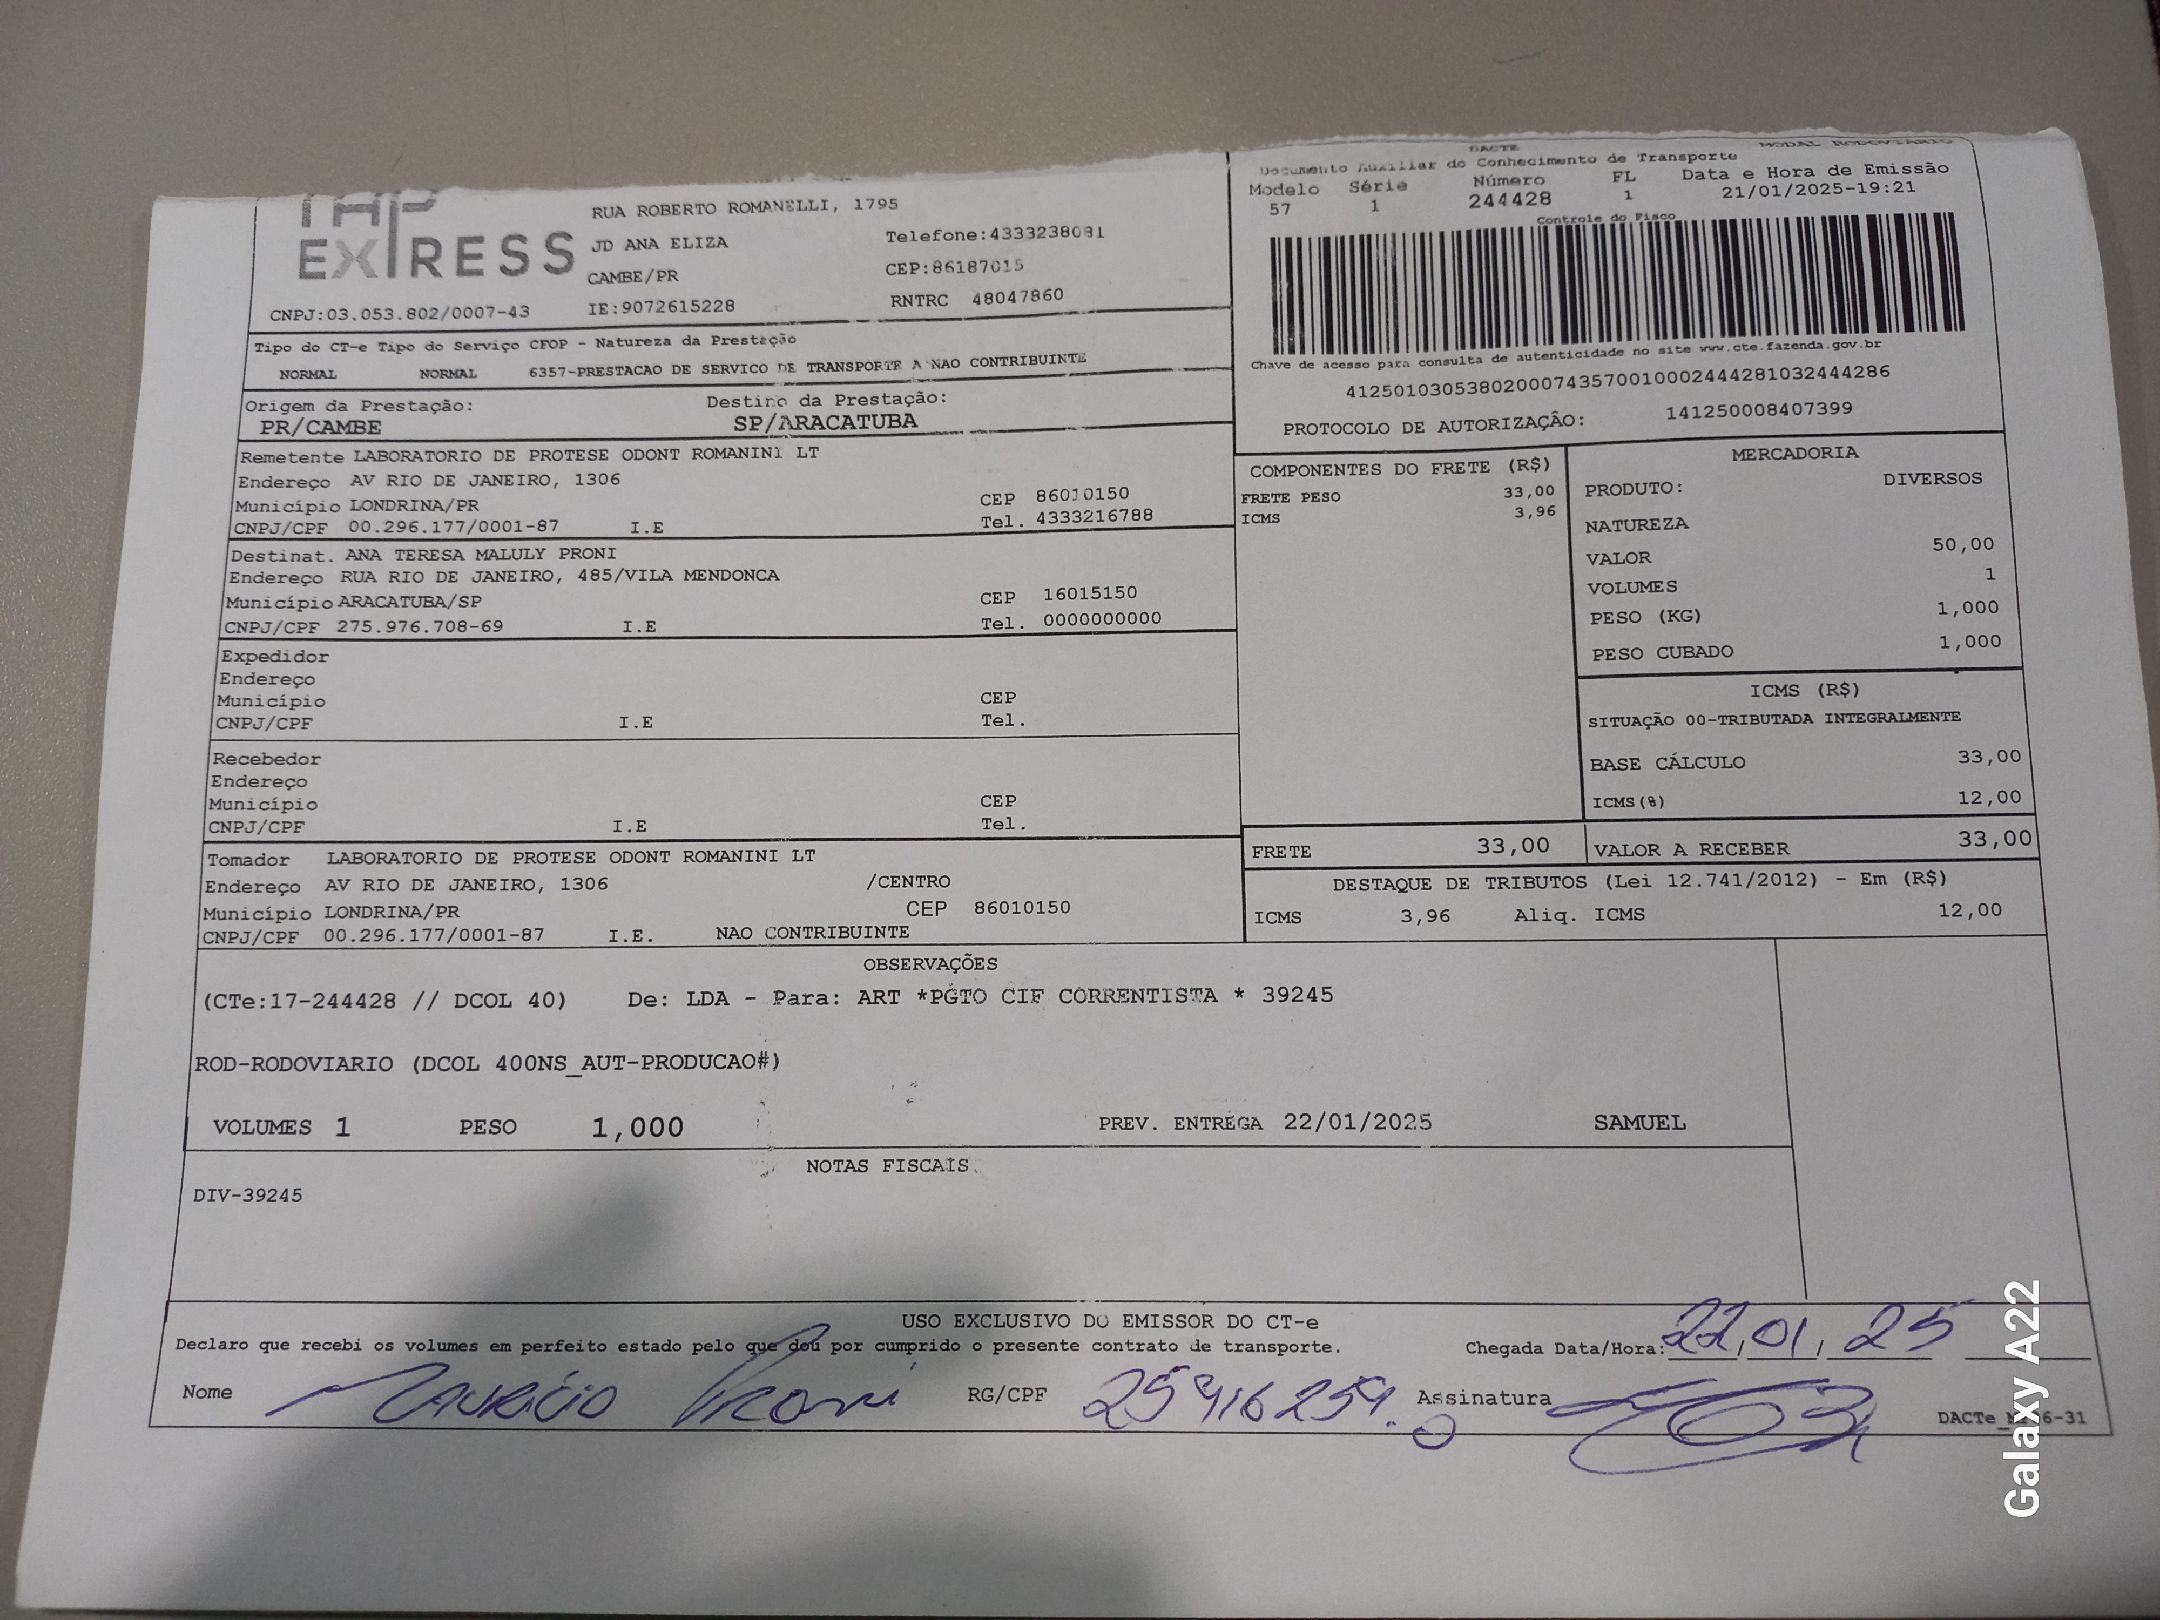 TAP
EXPRESS
RUA ROBERTO ROMANELLI, 1795
JD ANA ELIZA
Telefone:4333238081
CAMBE/PR
CEP:86187015
CNPJ:03.053.802/0007-43
IE:9072615228
RNTRC 48047860
DACTE
MODAL RODOVIÁRIO
Documento Auxiliar do Conhecimento de Transporte
Modelo Série Número FL Data e Hora de Emissão
57 1 244428 1 21/01/2025-19:21
Controle do Fisco
Chave de acesso para consulta de autenticidade no site www.cte.fazenda.gov.br
41250103053802000743570010002444281032444286
PROTOCOLO DE AUTORIZAÇÂO: 141250008407399
Tipo do CT-e Tipo do Serviço CFOP - Natureza da Prestação
NORMAL NORMAL 6357-PRESTACAO DE SERVICO DE TRANSPORTE A NAO CONTRIBUINTE
Origem da Prestação: Destino da Prestação:
PR/CAMBE SP/ARACATUBA
Remetente LABORATORIO DE PROTESE ODONT ROMANINI LT
Endereço AV RIO DE JANEIRO, 1306
Município LONDRINA/PR CEP 86010150
CNPJ/CPF 00.296.177/0001-87 I.E Tel. 4333216788
Destinat. ANA TERESA MALULY PRONI
Endereço RUA RIO DE JANEIRO, 485/VILA MENDONCA
Município ARACATUBA/SP CEP 16015150
CNPJ/CPF 275.976.708-69 I.E Tel. 0000000000
Expedidor
Endereço
Município CEP
CNPJ/CPF I.E Tel.
Recebedor
Endereço
Município CEP
CNPJ/CPF I.E Tel.
Tomador LABORATORIO DE PROTESE ODONT ROMANINI LT
Endereço AV RIO DE JANEIRO, 1306 /CENTRO
Município LONDRINA/PR CEP 86010150
CNPJ/CPF 00.296.177/0001-87 I.E. NAO CONTRIBUINTE
COMPONENTES DO FRETE (R$)
FRETE PESO 33,00
ICMS 3,96
MERCADORIA
PRODUTO: DIVERSOS
NATUREZA
VALOR 50,00
VOLUMES 1
PESO (KG) 1,000
PESO CUBADO 1,000
ICMS (R$)
SITUAÇÃO 00-TRIBUTADA INTEGRALMENTE
BASE CÁLCULO 33,00
ICMS(%) 12,00
FRETE 33,00 VALOR A RECEBER 33,00
DESTAQUE DE TRIBUTOS (Lei 12.741/2012) - Em (R$)
ICMS 3,96 Aliq. ICMS 12,00
OBSERVAÇÕES
(CTe:17-244428 // DCOL 40) De: LDA - Para: ART *PGTO CIF CORRENTISTA * 39245
ROD-RODOVIARIO (DCOL 400NS_AUT-PRODUCAO#)
VOLUMES 1 PESO 1,000 PREV. ENTREGA 22/01/2025 SAMUEL
NOTAS FISCAIS
DIV-39245
USO EXCLUSIVO DO EMISSOR DO CT-e
Declaro que recebi os volumes em perfeito estado pelo que dou por cumprido o presente contrato de transporte. Chegada Data/Hora: 22,01,25
Nome Maurício Proni RG/CPF 25916259.0 Assinatura
Galaxy A22